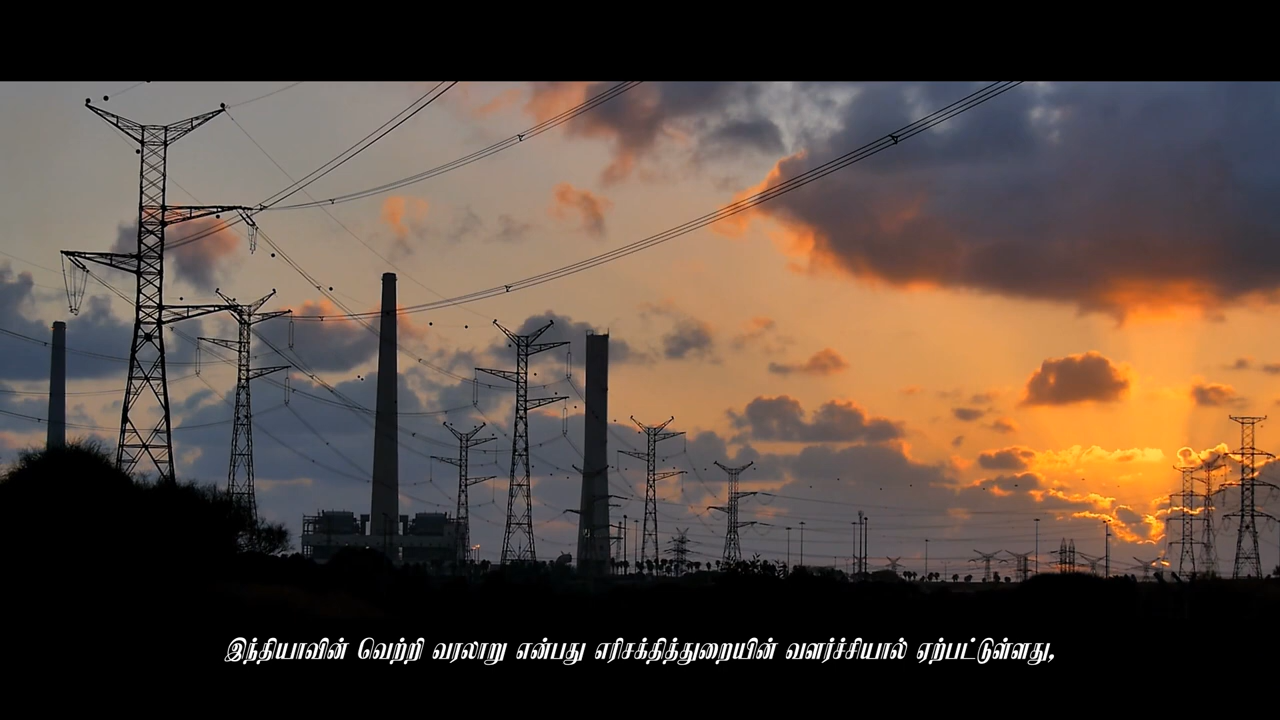 இந்தியாவின் வெற்றி வரலாறு என்பது எரிசக்தித்துறையின் வளர்ச்சியால் ஏற்பட்டுள்ளது,